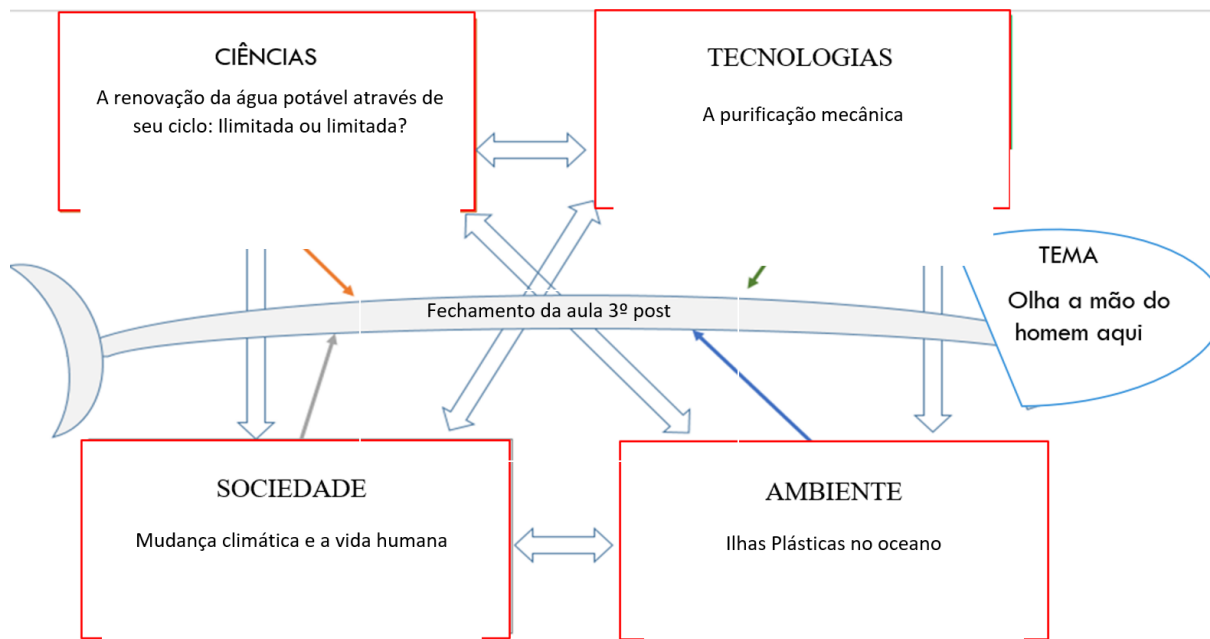 CIÊNCIAS
A renovação da água potável através de
seu ciclo: Ilimitada ou limitada?
TECNOLOGIAS
A purificação mecânica
TEMA
Olha a mão do
homem aqui
Fechamento da aula 3º post
SOCIEDADE
Mudança climática e a vida humana
AMBIENTE
Ilhas Plásticas no oceano